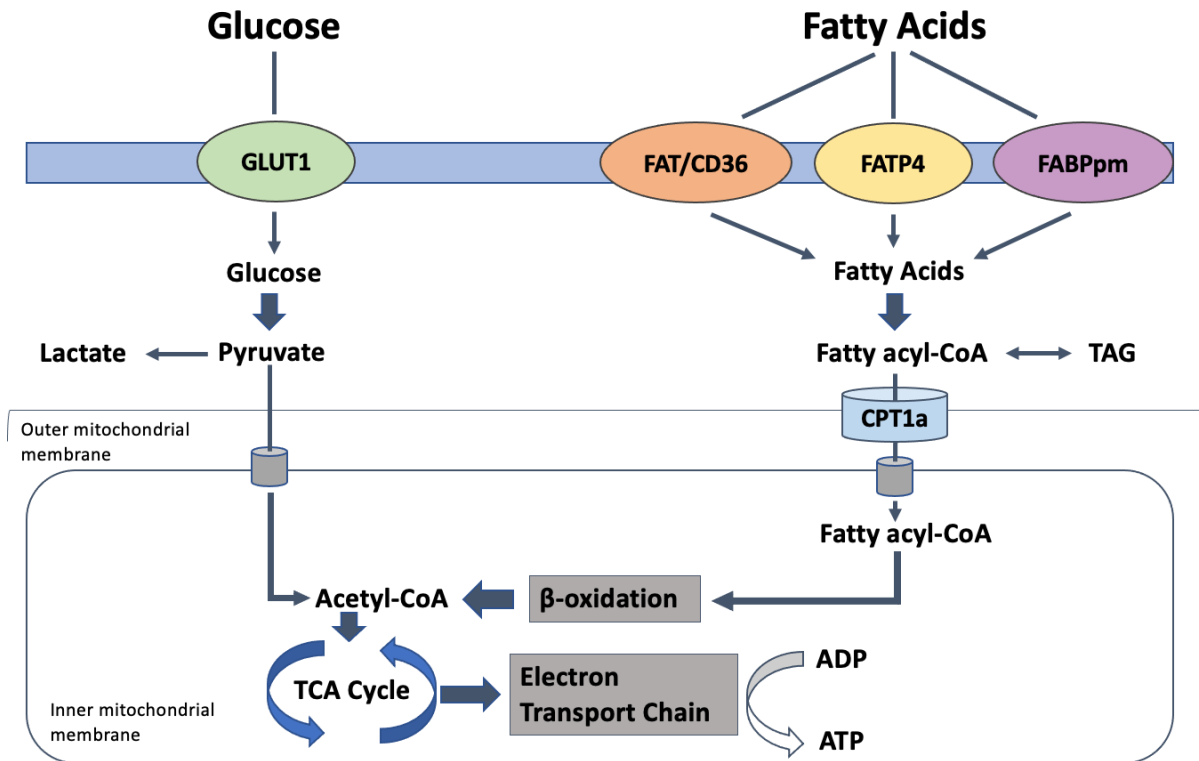 Glucose
Fatty Acids
GLUT1
FAT/CD36
FATP4
FABPpm
Glucose
Fatty Acids
Lactate
Pyruvate
Fatty acyl-CoA
TAG
CPT1a
Outer mitochondrial
membrane
Fatty acyl-CoA
Acetyl-CoA
β-oxidation
TCA Cycle
Electron
Transport Chain
ADP
ATP
Inner mitochondrial
membrane